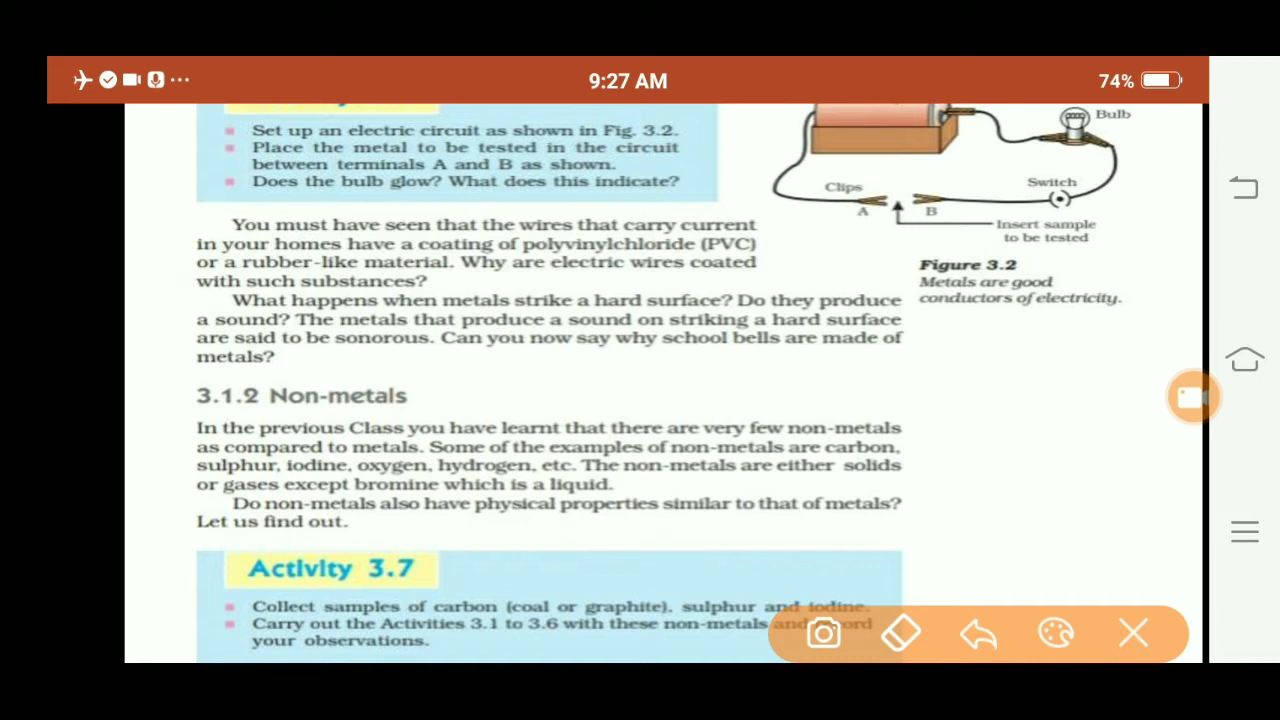 9:27 AM
74%
Set up an electric circuit as shown in Fig. 3.2.
Place the metal to be tested in the circuit
between terminals A and B as shown.
Does the bulb glow? What does this indicate?
Bulb
Clips
Switch
A
B
Insert sample
to be tested
Figure 3.2
Metals are good
conductors of electricity.
You must have seen that the wires that carry current
in your homes have a coating of polyvinylchloride (PVC)
or a rubber-like material. Why are electric wires coated
with such substances?
What happens when metals strike a hard surface? Do they produce
a sound? The metals that produce a sound on striking a hard surface
are said to be sonorous. Can you now say why school bells are made of
metals?
3.1.2 Non-metals
In the previous Class you have learnt that there are very few non-metals
as compared to metals. Some of the examples of non-metals are carbon,
sulphur, iodine, oxygen, hydrogen, etc. The non-metals are either solids
or gases except bromine which is a liquid.
Do non-metals also have physical properties similar to that of metals?
Let us find out.
Activity 3.7
Collect samples of carbon (coal or graphite), sulphur and iodine.
Carry out the Activities 3.1 to 3.6 with these non-metals and record
your observations.